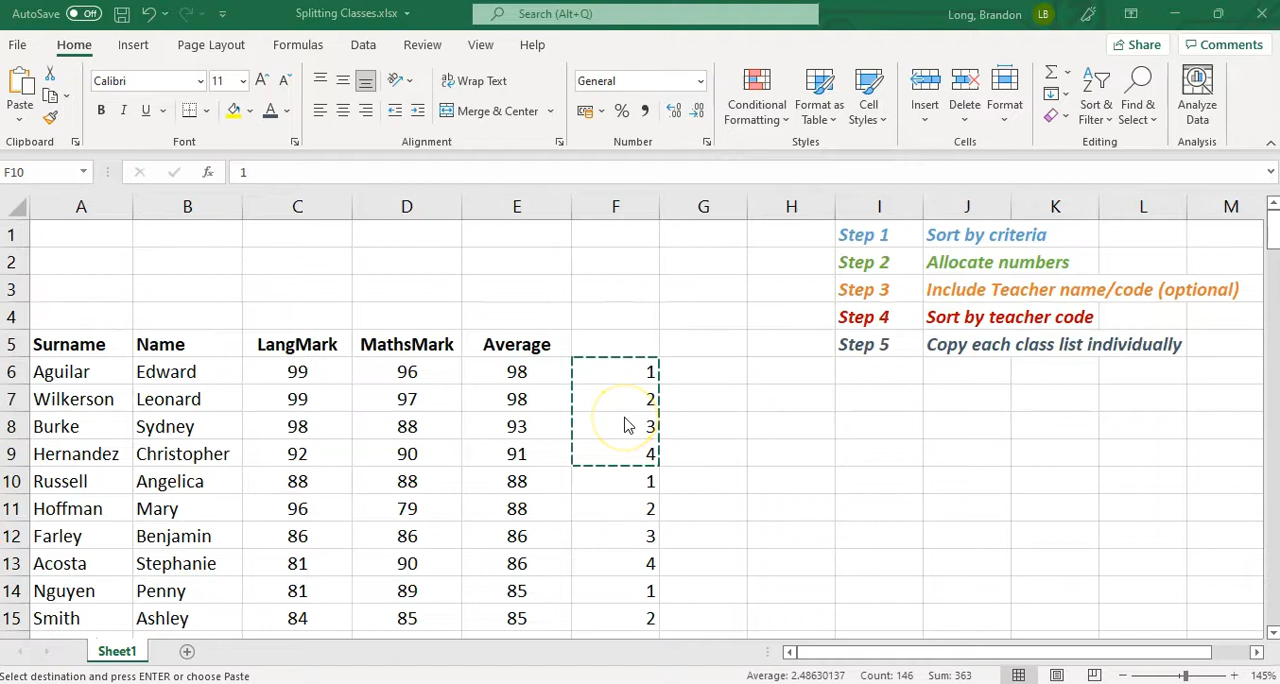 AutoSave Off Splitting Classes.xlsx Search (Alt+Q) Long, Brandon LB
File Home Insert Page Layout Formulas Data Review View Help Share Comments
Paste Calibri 11 Wrap Text General Conditional Formatting Format as Table Cell Styles Insert Delete Format Sort & Filter Find & Select Analyze Data
B I U Merge & Center
Clipboard Font Alignment Number Styles Cells Editing Analysis
F10 fx 1
A B C D E F G H I J K L M
1 Step 1 Sort by criteria
2 Step 2 Allocate numbers
3 Step 3 Include Teacher name/code (optional)
4 Step 4 Sort by teacher code
5 Surname Name LangMark MathsMark Average Step 5 Copy each class list individually
6 Aguilar Edward 99 96 98 1
7 Wilkerson Leonard 99 97 98 2
8 Burke Sydney 98 88 93 3
9 Hernandez Christopher 92 90 91 4
10 Russell Angelica 88 88 88 1
11 Hoffman Mary 96 79 88 2
12 Farley Benjamin 86 86 86 3
13 Acosta Stephanie 81 90 86 4
14 Nguyen Penny 81 89 85 1
15 Smith Ashley 84 85 85 2
Sheet1
Select destination and press ENTER or choose Paste Average: 2.48630137 Count: 146 Sum: 363 145%